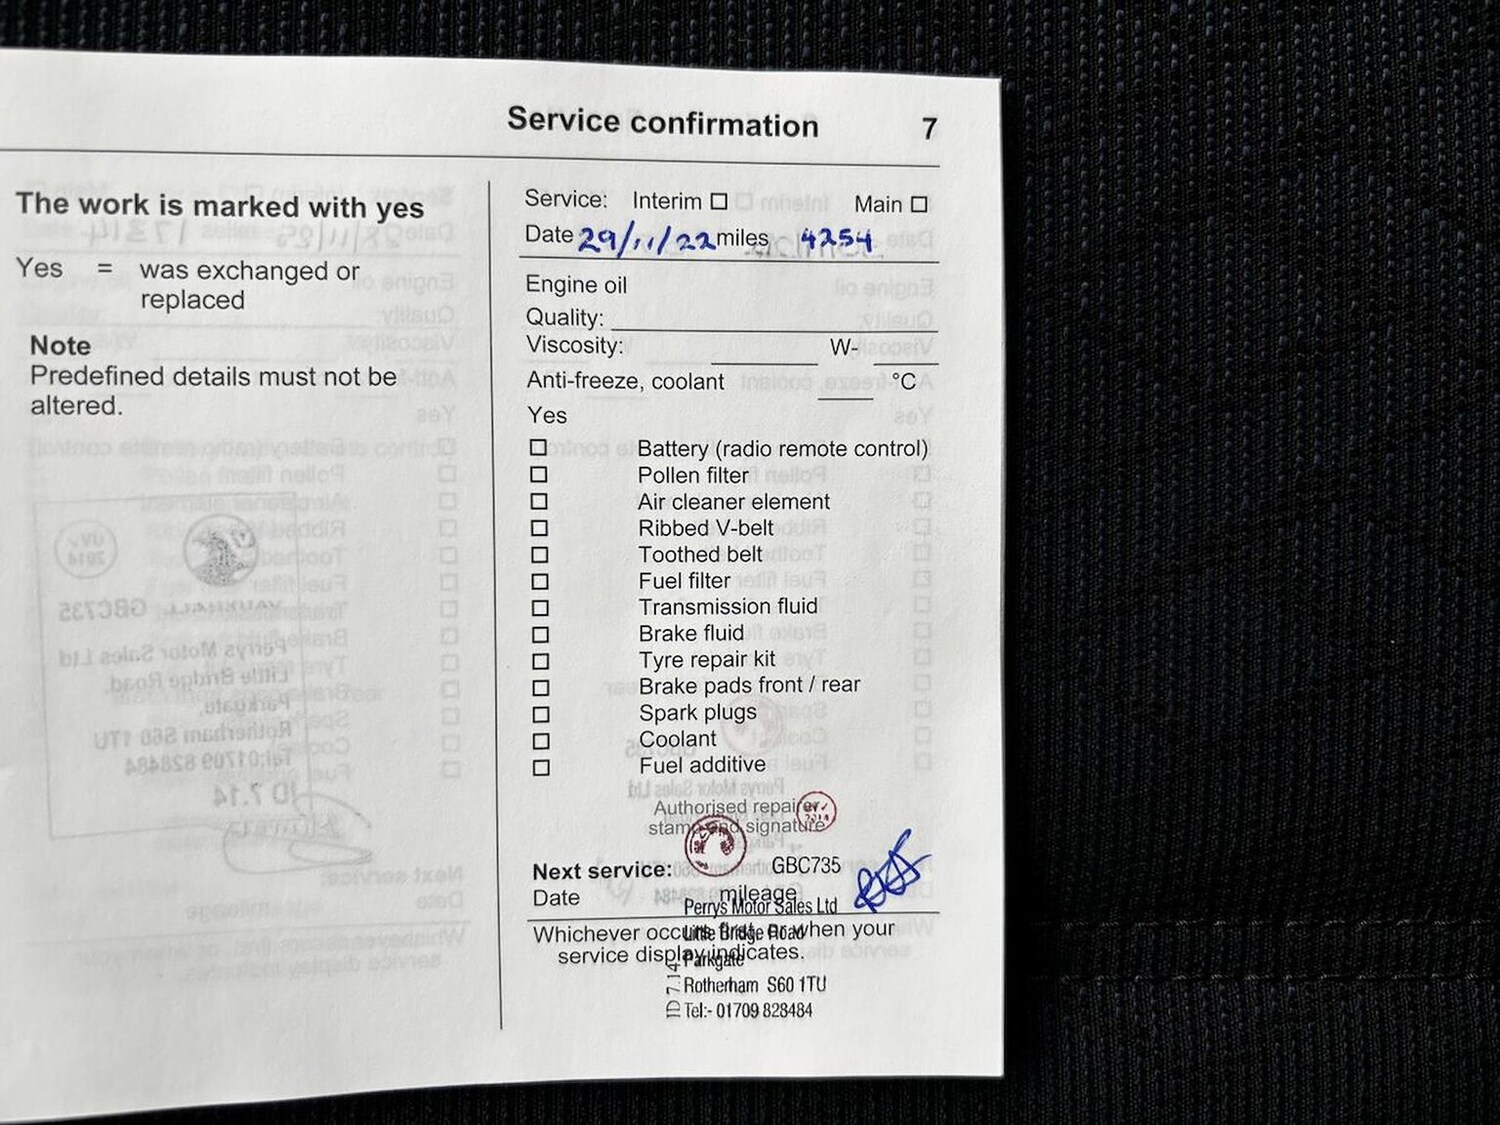 Service confirmation 7
The work is marked with yes
Yes = was exchanged or
replaced
Note
Predefined details must not be
altered.
Service: Interim ☐ Main ☐
Date 29/11/22 miles 4254
Engine oil
Quality:
Viscosity: W-
Anti-freeze, coolant °C
Yes
☐ Battery (radio remote control)
☐ Pollen filter
☐ Air cleaner element
☐ Ribbed V-belt
☐ Toothed belt
☐ Fuel filter
☐ Transmission fluid
☐ Brake fluid
☐ Tyre repair kit
☐ Brake pads front / rear
☐ Spark plugs
☐ Coolant
☐ Fuel additive
Authorised repairer
stamp and signature
Next service: GBC735
Date mileage
Perrys Motor Sales Ltd
Whichever occurs first, or when your
Little Bridge Road
service display indicates.
Parkgate
Rotherham S60 1TU
Tel:- 01709 828484
ID 7.14